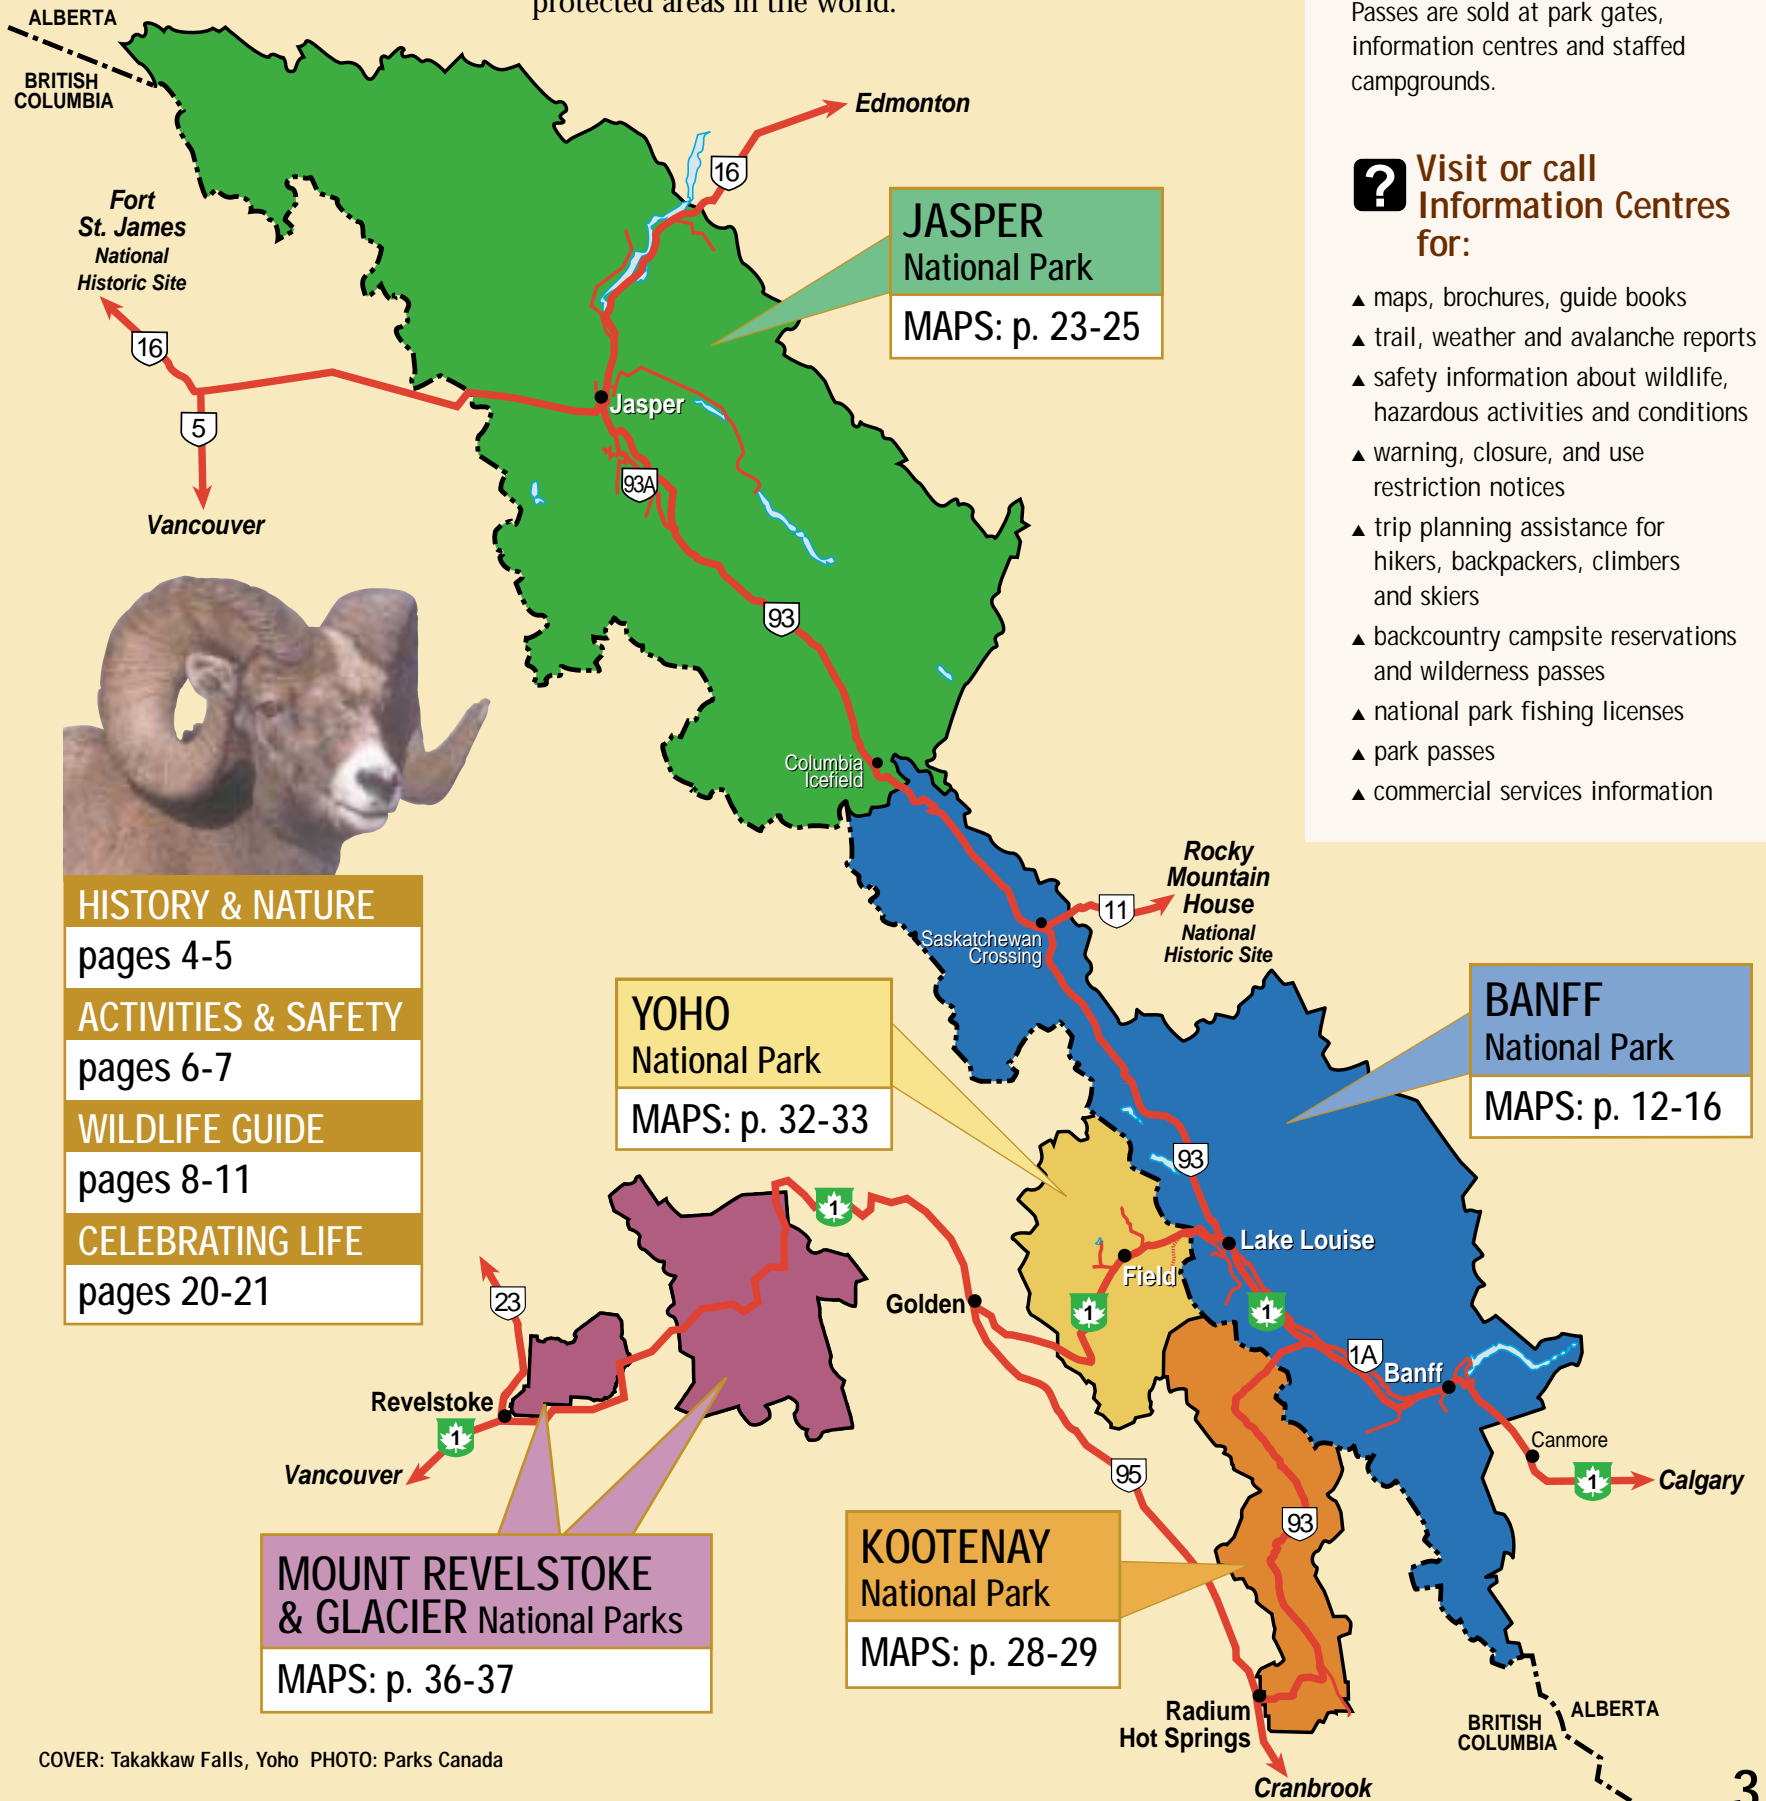 protected areas in the world.
Passes are sold at park gates,
information centres and staffed
campgrounds.
?
Visit or call
Information Centres
for:
▲ maps, brochures, guide books
▲ trail, weather and avalanche reports
▲ safety information about wildlife,
hazardous activities and conditions
▲ warning, closure, and use
restriction notices
▲ trip planning assistance for
hikers, backpackers, climbers
and skiers
▲ backcountry campsite reservations
and wilderness passes
▲ national park fishing licenses
▲ park passes
▲ commercial services information
ALBERTA
BRITISH
COLUMBIA
Edmonton
16
Fort
St. James
National
Historic Site
16
5
Vancouver
JASPER
National Park
MAPS: p. 23-25
Jasper
93A
93
Columbia
Icefield
Rocky
Mountain
House
National
Historic Site
11
Saskatchewan
Crossing
HISTORY & NATURE
pages 4-5
ACTIVITIES & SAFETY
pages 6-7
WILDLIFE GUIDE
pages 8-11
CELEBRATING LIFE
pages 20-21
YOHO
National Park
MAPS: p. 32-33
BANFF
National Park
MAPS: p. 12-16
93
1
Lake Louise
Field
Golden
1
1
23
1A
Banff
Revelstoke
1
Vancouver
Canmore
1
Calgary
95
93
MOUNT REVELSTOKE
& GLACIER National Parks
MAPS: p. 36-37
KOOTENAY
National Park
MAPS: p. 28-29
Radium
Hot Springs
Cranbrook
BRITISH
COLUMBIA
ALBERTA
COVER: Takakkaw Falls, Yoho PHOTO: Parks Canada
3